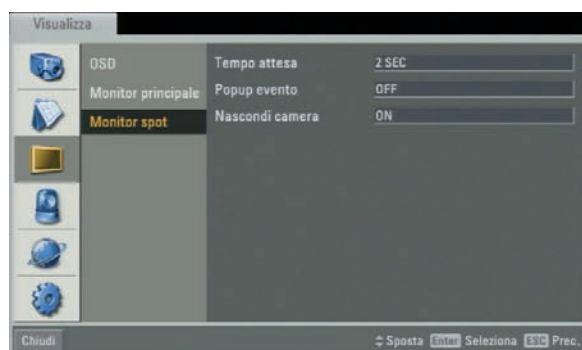 Visualizza
OSD
Monitor principale
Monitor spot
Tempo attesa 2 SEC
Popup evento OFF
Nascondi camera ON
Chiudi
Sposta Enter Seleziona ESC Prec.